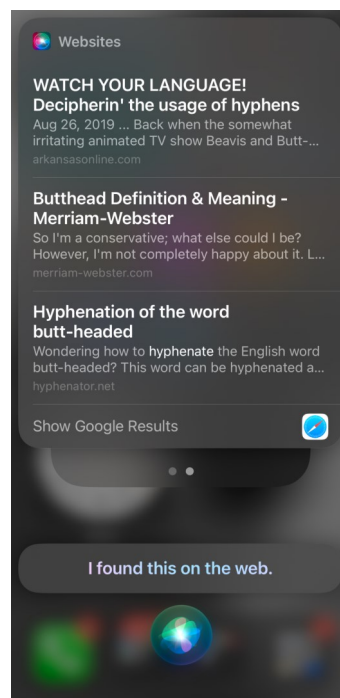 Websites
WATCH YOUR LANGUAGE!
Decipherin' the usage of hyphens
Aug 26, 2019 ... Back when the somewhat
irritating animated TV show Beavis and Butt-...
arkansasonline.com
Butthead Definition & Meaning -
Merriam-Webster
So I'm a conservative; what else could I be?
However, I'm not completely happy about it. L...
merriam-webster.com
Hyphenation of the word
butt-headed
Wondering how to hyphenate the English word
butt-headed? This word can be hyphenated a...
hyphenator.net
Show Google Results
I found this on the web.